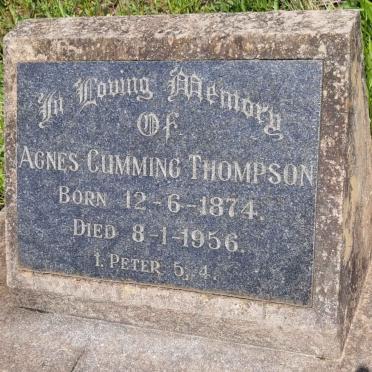 In Loving Memory
Of
Agnes Cumming Thompson
Born 12-6-1874.
Died 8-1-1956.
1. Peter 5, 4.